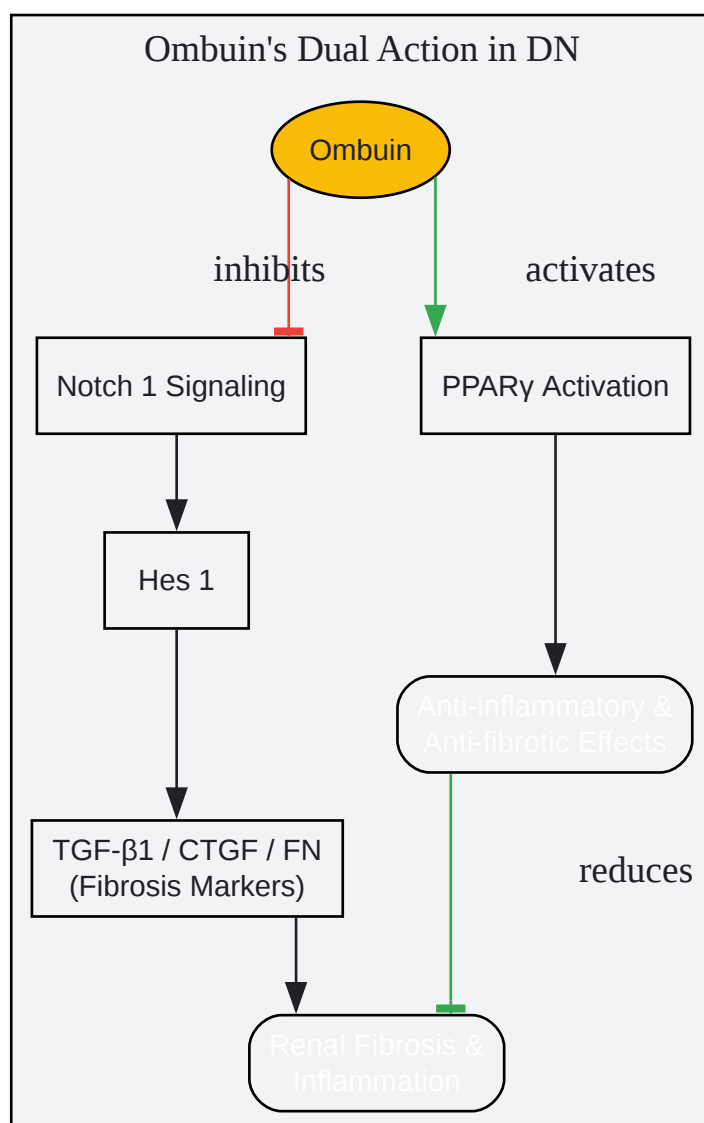 Ombuin's Dual Action in DN
Ombuin
inhibits
activates
Notch 1 Signaling
PPARγ Activation
Hes 1
Anti-inflammatory &
Anti-fibrotic Effects
TGF-β1 / CTGF / FN
(Fibrosis Markers)
reduces
Renal Fibrosis &
Inflammation